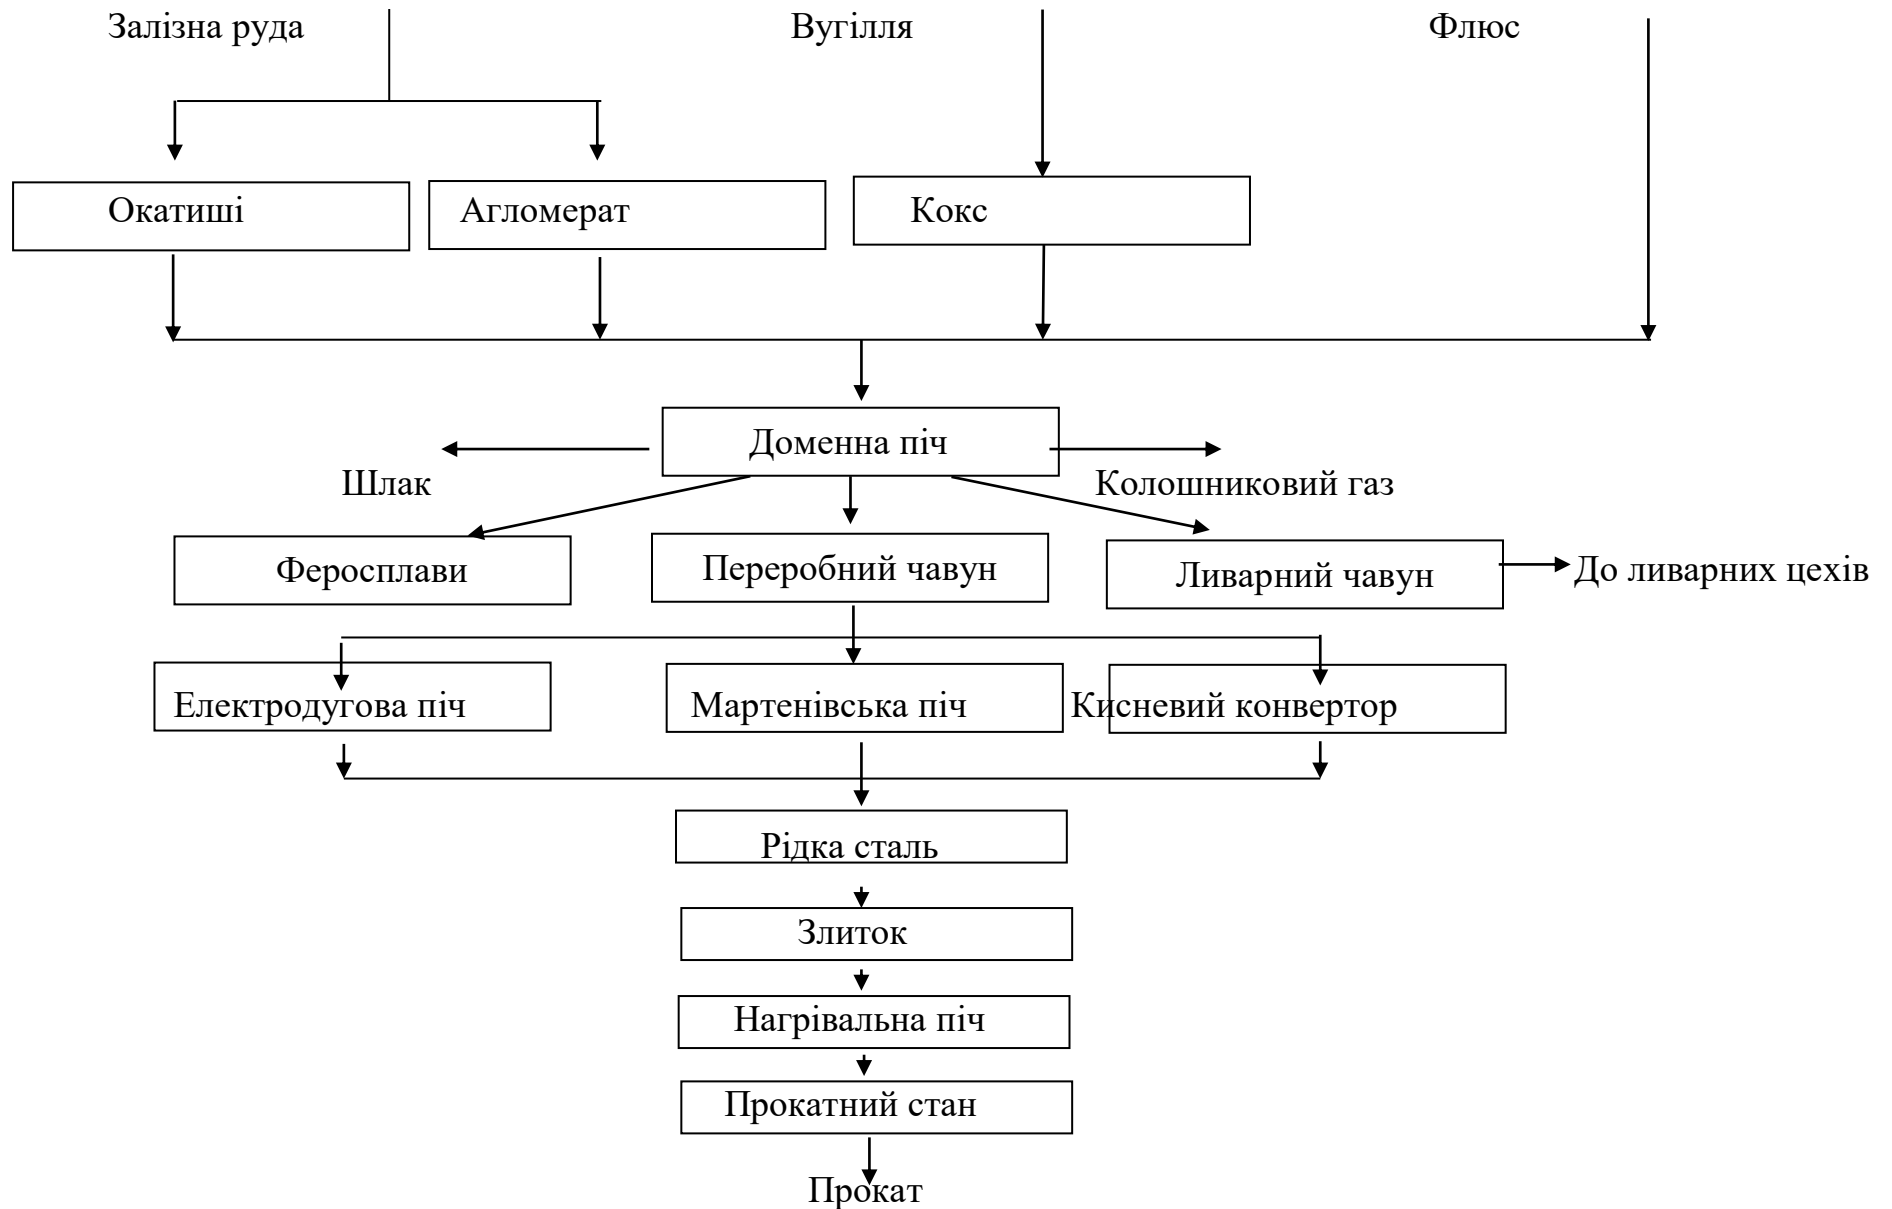 Залізна руда
Вугілля
Флюс
Окатиші
Агломерат
Кокс
Доменна піч
Шлак
Колошниковий газ
Феросплави
Переробний чавун
Ливарний чавун
До ливарних цехів
Електродугова піч
Мартенівська піч
Кисневий конвертор
Рідка сталь
Злиток
Нагрівальна піч
Прокатний стан
Прокат